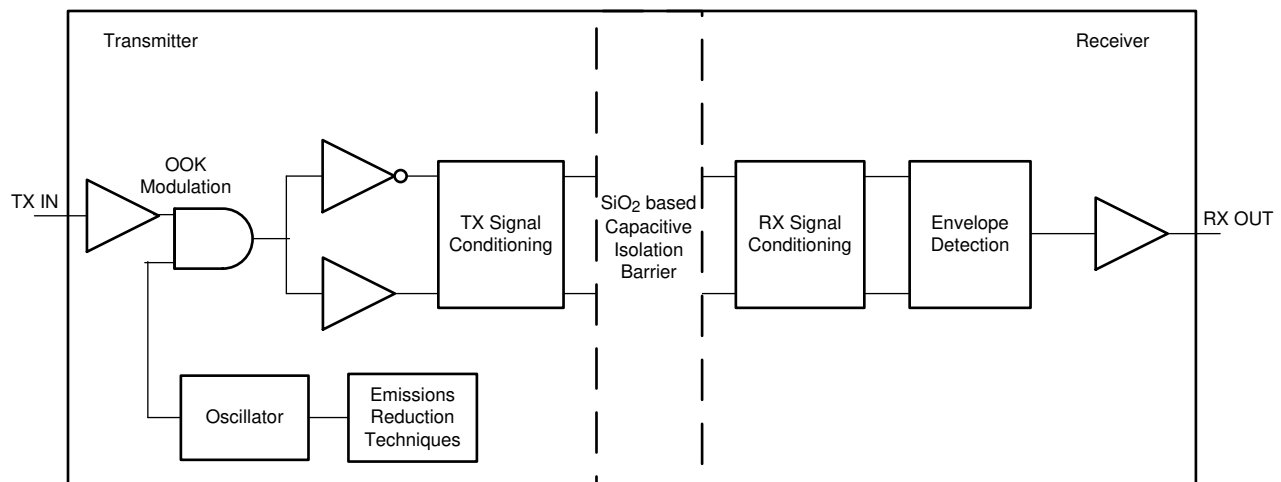 Transmitter
Receiver
OOK
Modulation
TX IN
TX Signal
Conditioning
SiO2 based
Capacitive
Isolation
Barrier
RX Signal
Conditioning
Envelope
Detection
RX OUT
Oscillator
Emissions
Reduction
Techniques